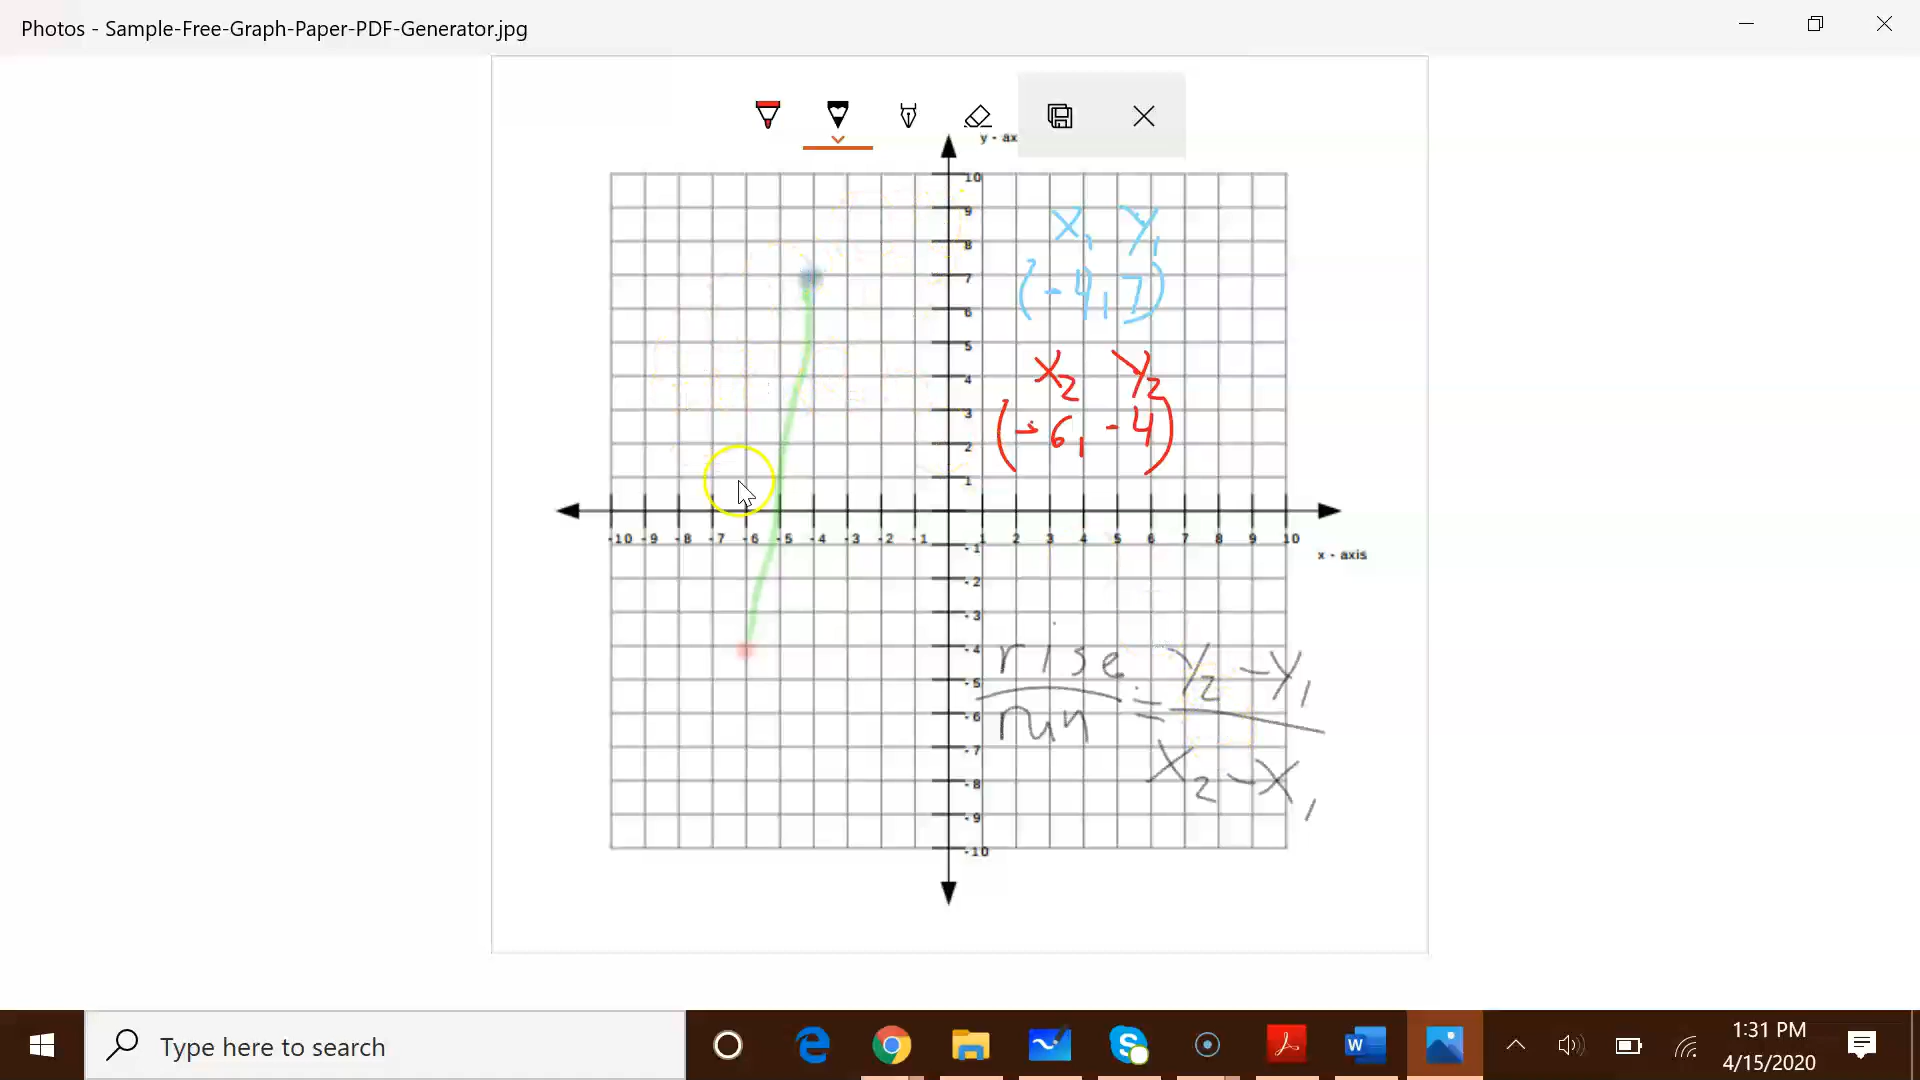 Photos - Sample-Free-Graph-Paper-PDF-Generator.jpg
y - ax
10
9
8
7
6
5
4
3
2
1
X1 Y1
(-4, 7)
X2 Y2
(-6, -4)
-10 -9 -8 -7 -6 -5 -4 -3 -2 -1 1 2 3 4 5 6 7 8 9 10
x - axis
-1
-2
-3
-4
-5
-6
-7
-8
-9
-10
rise = Y2 - Y1
run X2 - X1
Type here to search
W
1:31 PM
4/15/2020